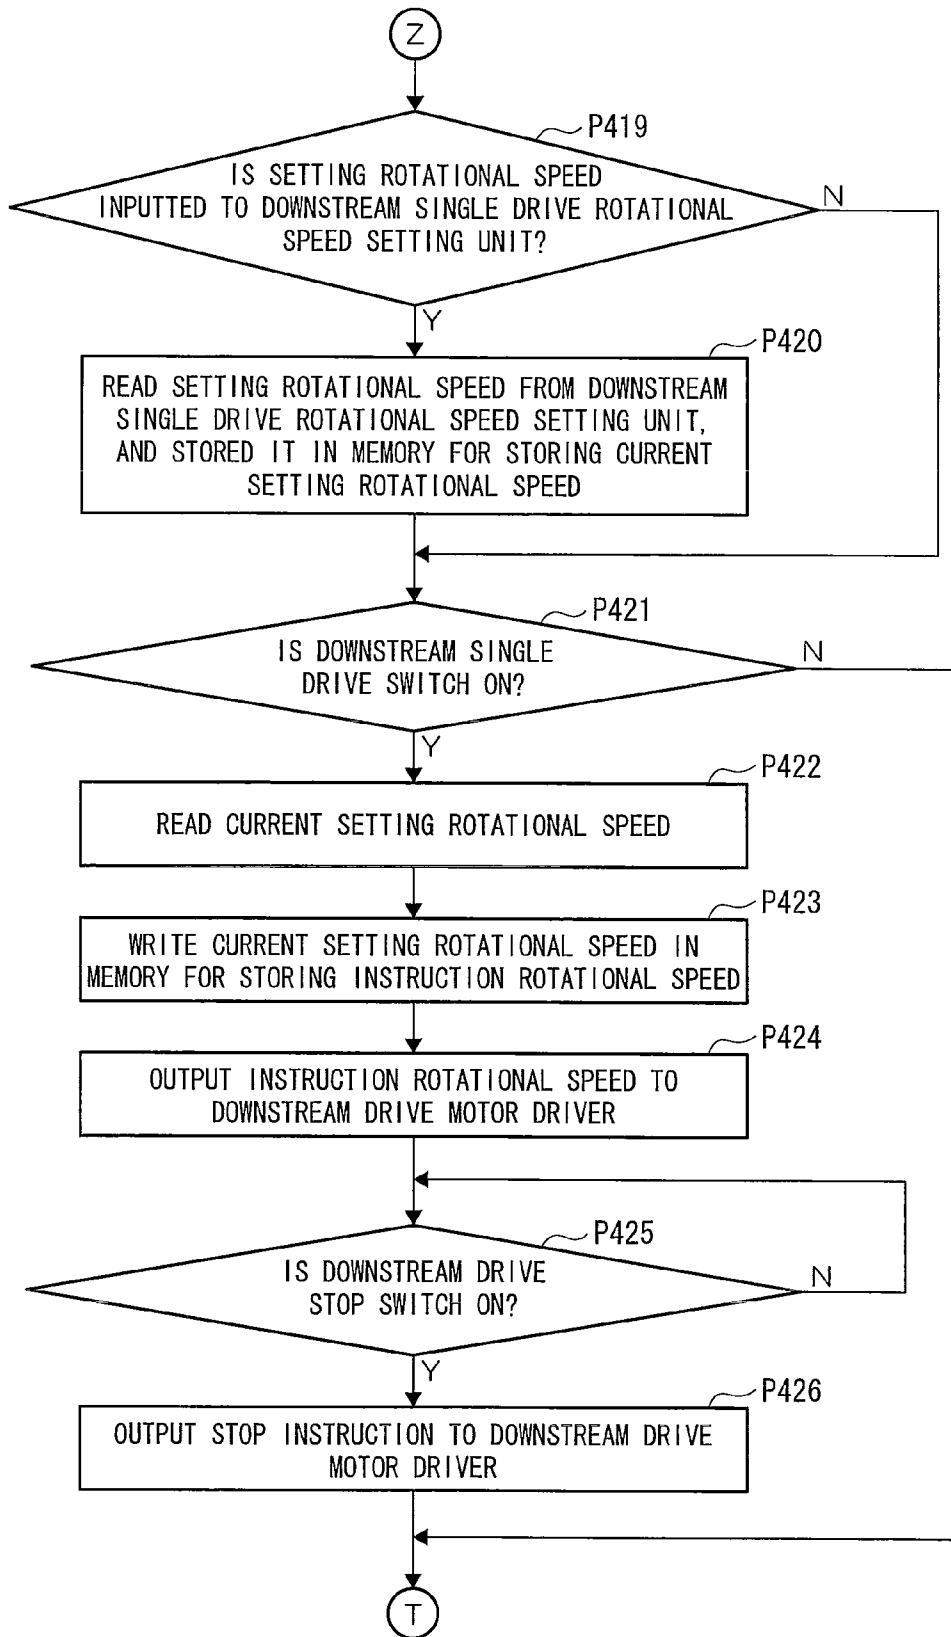 Z
P419
IS SETTING ROTATIONAL SPEED
INPUTTED TO DOWNSTREAM SINGLE DRIVE ROTATIONAL
SPEED SETTING UNIT?
N
Y
P420
READ SETTING ROTATIONAL SPEED FROM DOWNSTREAM
SINGLE DRIVE ROTATIONAL SPEED SETTING UNIT,
AND STORED IT IN MEMORY FOR STORING CURRENT
SETTING ROTATIONAL SPEED
P421
IS DOWNSTREAM SINGLE
DRIVE SWITCH ON?
N
Y
P422
READ CURRENT SETTING ROTATIONAL SPEED
P423
WRITE CURRENT SETTING ROTATIONAL SPEED IN
MEMORY FOR STORING INSTRUCTION ROTATIONAL SPEED
P424
OUTPUT INSTRUCTION ROTATIONAL SPEED TO
DOWNSTREAM DRIVE MOTOR DRIVER
P425
IS DOWNSTREAM DRIVE
STOP SWITCH ON?
N
Y
P426
OUTPUT STOP INSTRUCTION TO DOWNSTREAM DRIVE
MOTOR DRIVER
T